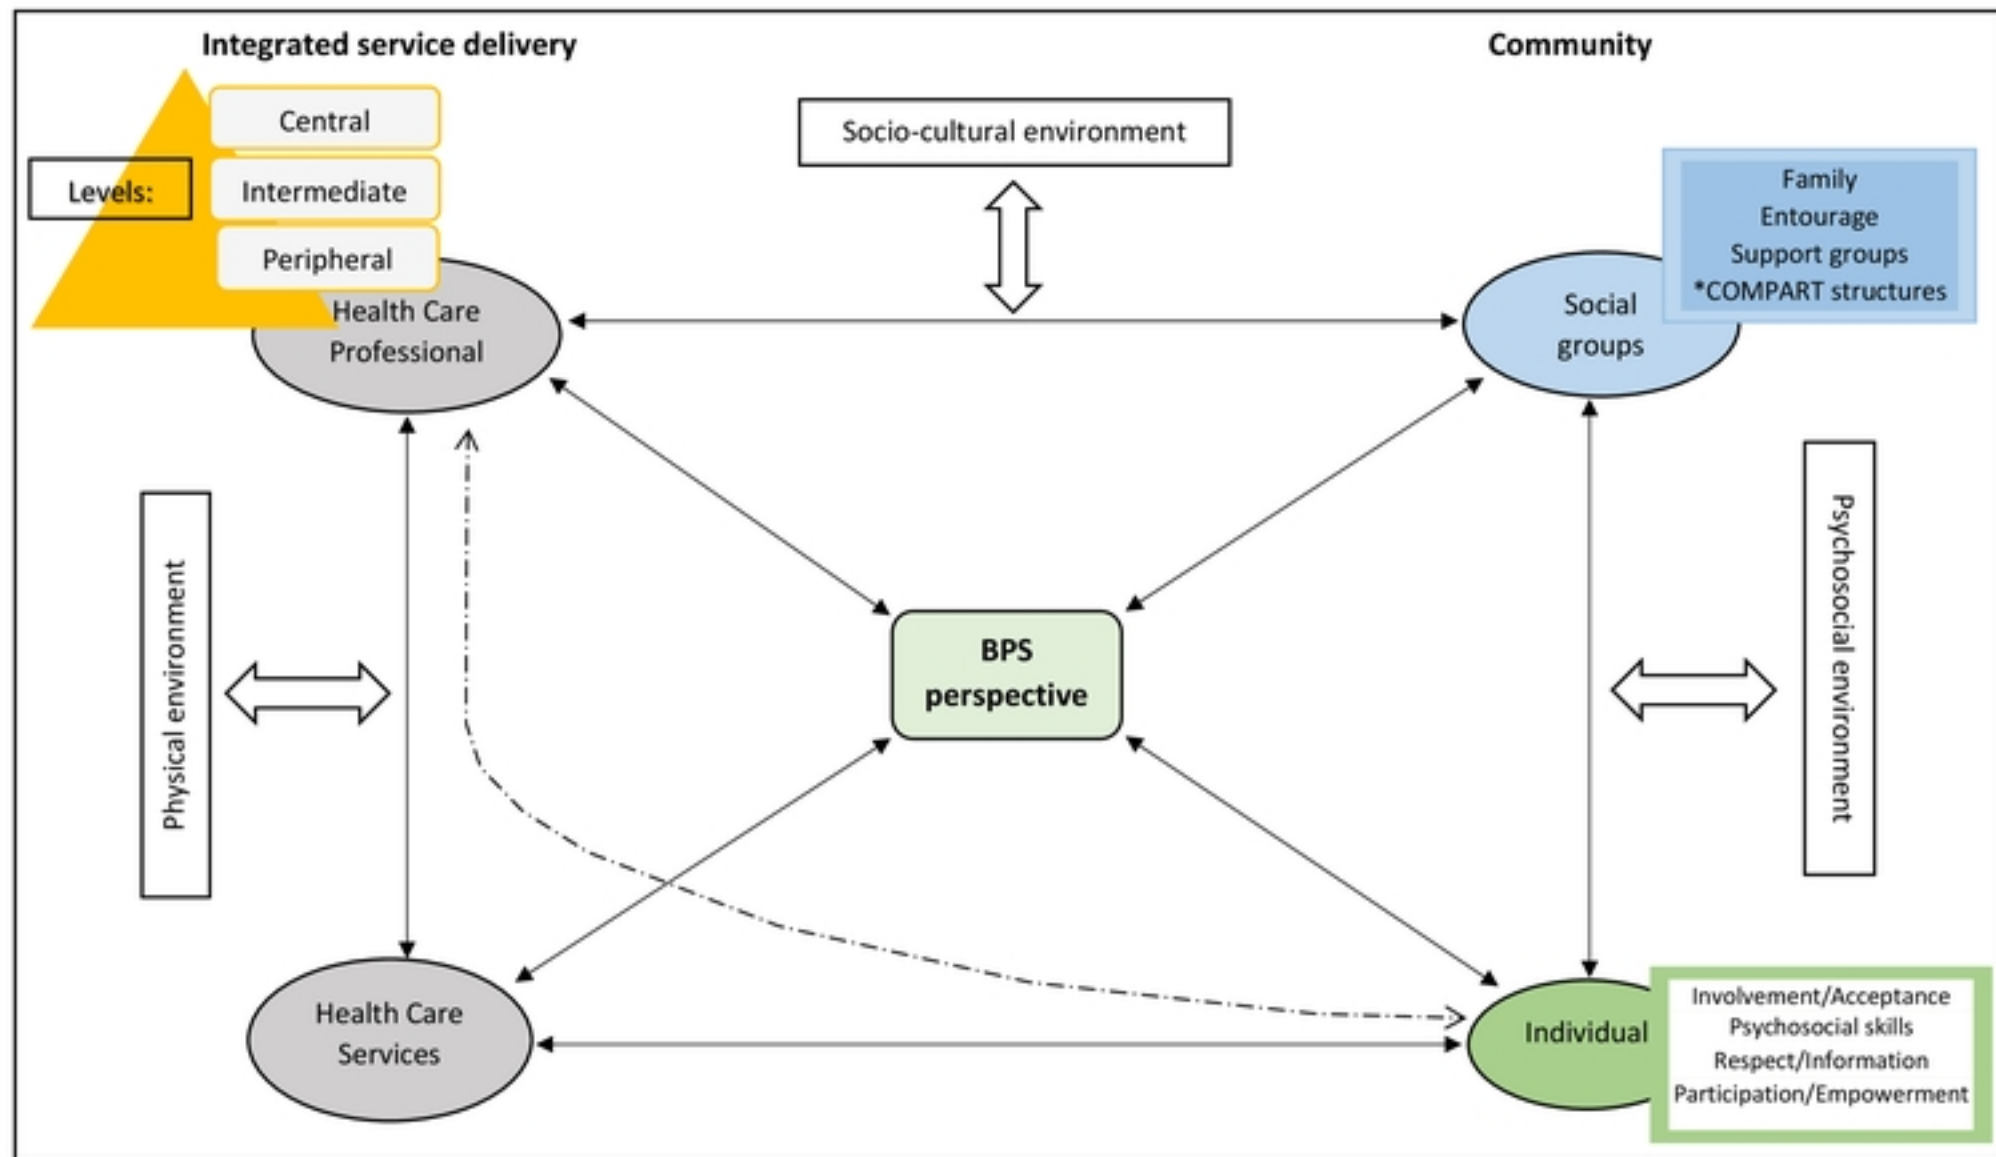 Integrated service delivery
Community
Central
Socio-cultural environment
Levels:
Intermediate
Peripheral
Family
Entourage
Support groups
*COMPART structures
Health Care
Professional
Social
groups
Physical environment
Psychosocial environment
BPS
perspective
Health Care
Services
Individual
Involvement/Acceptance
Psychosocial skills
Respect/Information
Participation/Empowerment